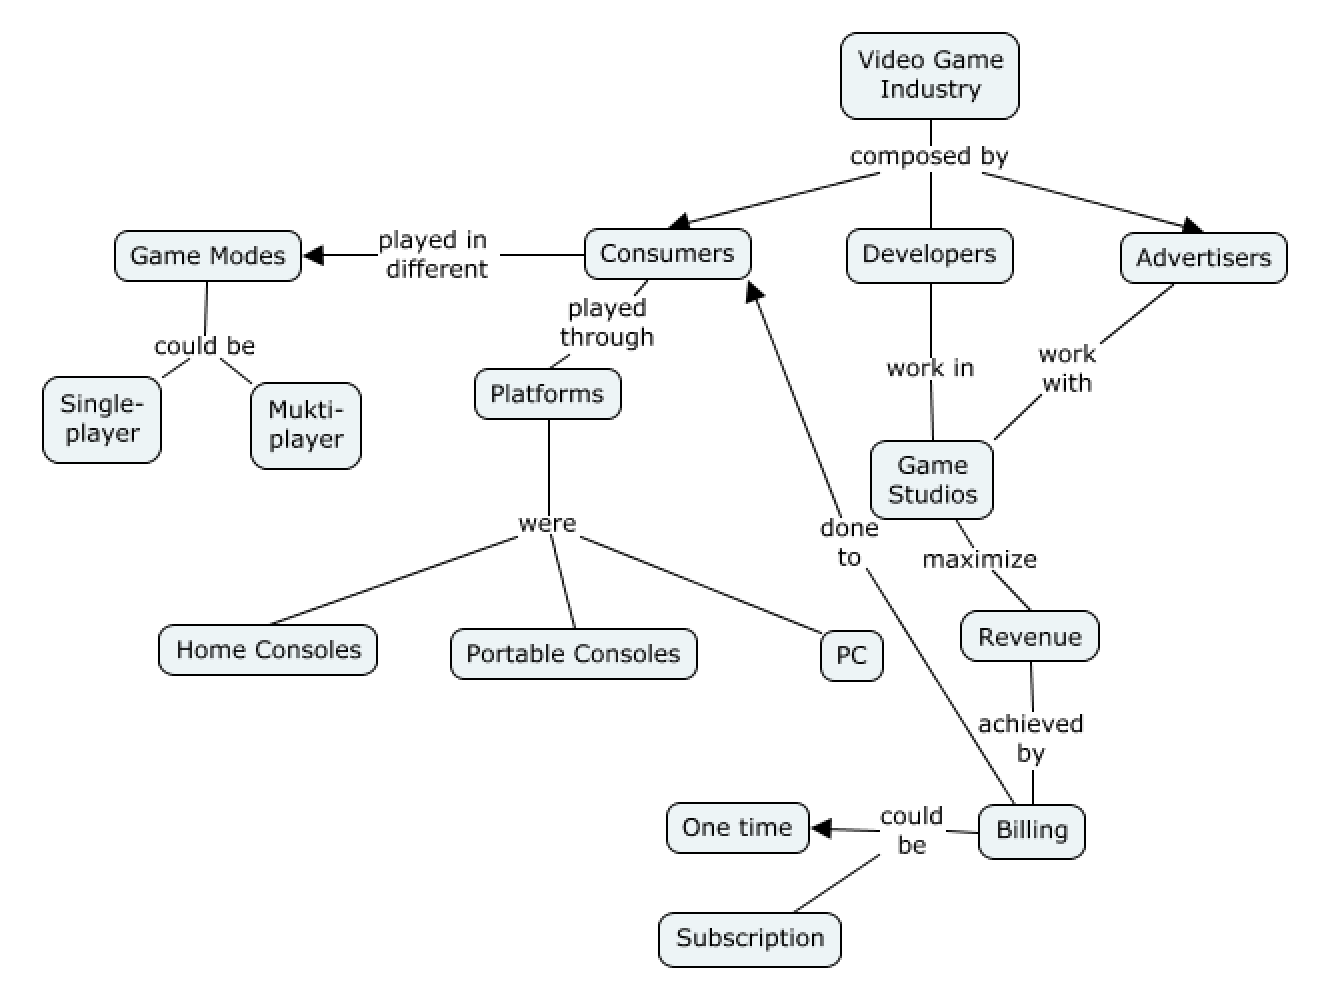 Video Game
Industry
composed by
played in
different
Game Modes
Consumers
Developers
Advertisers
played
through
could be
work in
work
with
Single-
player
Mukti-
player
Platforms
Game
Studios
were
done
to
maximize
Home Consoles
Portable Consoles
PC
Revenue
achieved
by
One time
could
be
Billing
Subscription